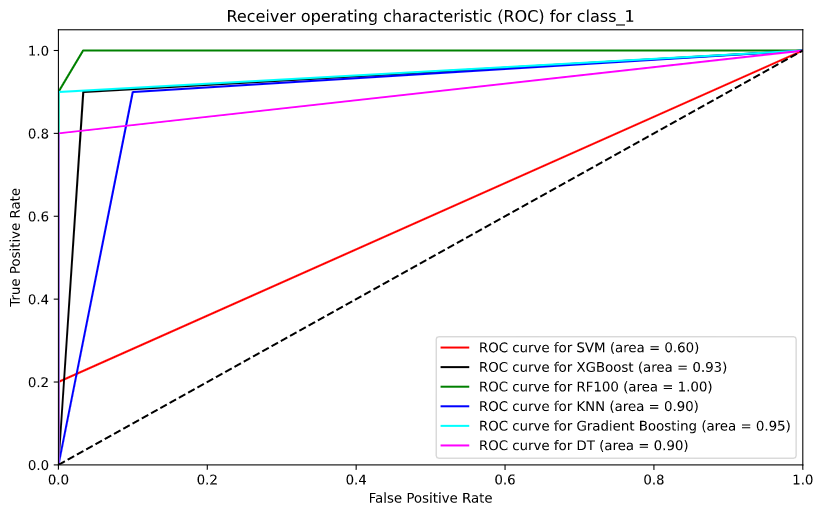 Receiver operating characteristic (ROC) for class_1
True Positive Rate
1.0
0.8
0.6
0.4
0.2
0.0
ROC curve for SVM (area = 0.60)
ROC curve for XGBoost (area = 0.93)
ROC curve for RF100 (area = 1.00)
ROC curve for KNN (area = 0.90)
ROC curve for Gradient Boosting (area = 0.95)
ROC curve for DT (area = 0.90)
0.0 0.2 0.4 0.6 0.8 1.0
False Positive Rate